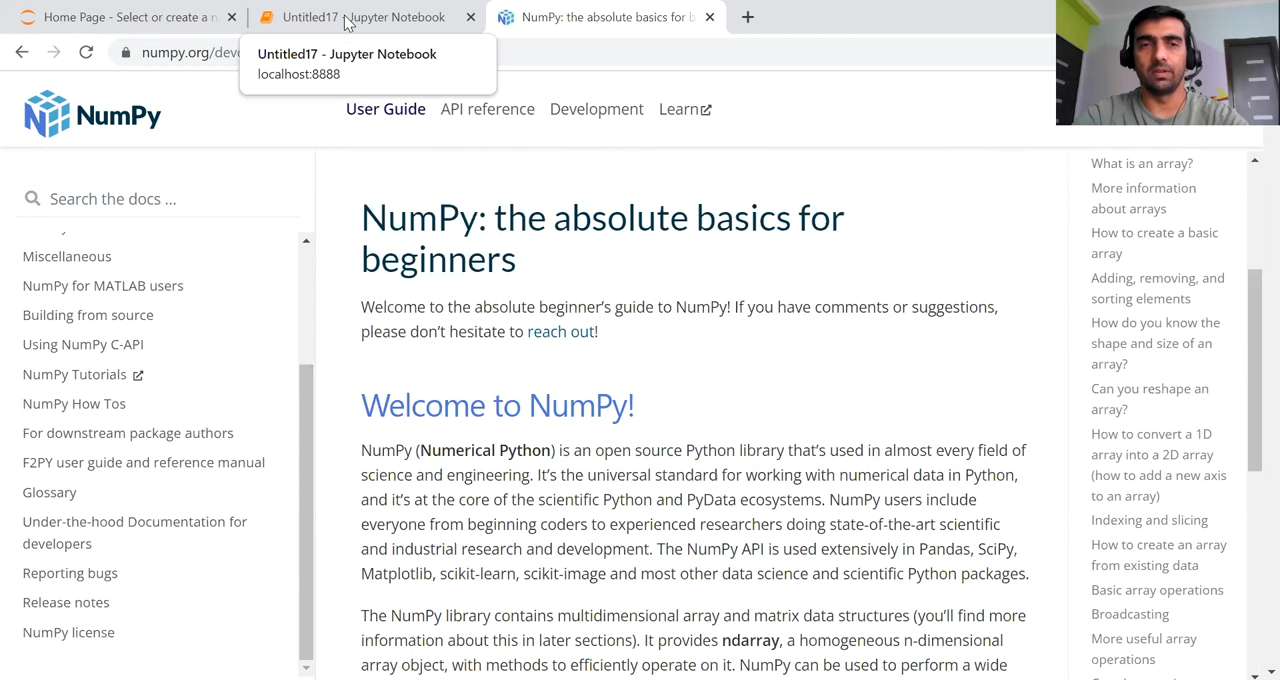 Home Page - Select or create a n
Untitled17 - Jupyter Notebook
NumPy: the absolute basics for b
numpy.org/deve
Untitled17 - Jupyter Notebook
localhost:8888
NumPy
User Guide
API reference
Development
Learn
Search the docs ...
Miscellaneous
NumPy for MATLAB users
Building from source
Using NumPy C-API
NumPy Tutorials
NumPy How Tos
For downstream package authors
F2PY user guide and reference manual
Glossary
Under-the-hood Documentation for
developers
Reporting bugs
Release notes
NumPy license
NumPy: the absolute basics for
beginners
Welcome to the absolute beginner’s guide to NumPy! If you have comments or suggestions,
please don’t hesitate to reach out!
Welcome to NumPy!
NumPy (Numerical Python) is an open source Python library that’s used in almost every field of
science and engineering. It’s the universal standard for working with numerical data in Python,
and it’s at the core of the scientific Python and PyData ecosystems. NumPy users include
everyone from beginning coders to experienced researchers doing state-of-the-art scientific
and industrial research and development. The NumPy API is used extensively in Pandas, SciPy,
Matplotlib, scikit-learn, scikit-image and most other data science and scientific Python packages.
The NumPy library contains multidimensional array and matrix data structures (you’ll find more
information about this in later sections). It provides ndarray, a homogeneous n-dimensional
array object, with methods to efficiently operate on it. NumPy can be used to perform a wide
What is an array?
More information
about arrays
How to create a basic
array
Adding, removing, and
sorting elements
How do you know the
shape and size of an
array?
Can you reshape an
array?
How to convert a 1D
array into a 2D array
(how to add a new axis
to an array)
Indexing and slicing
How to create an array
from existing data
Basic array operations
Broadcasting
More useful array
operations